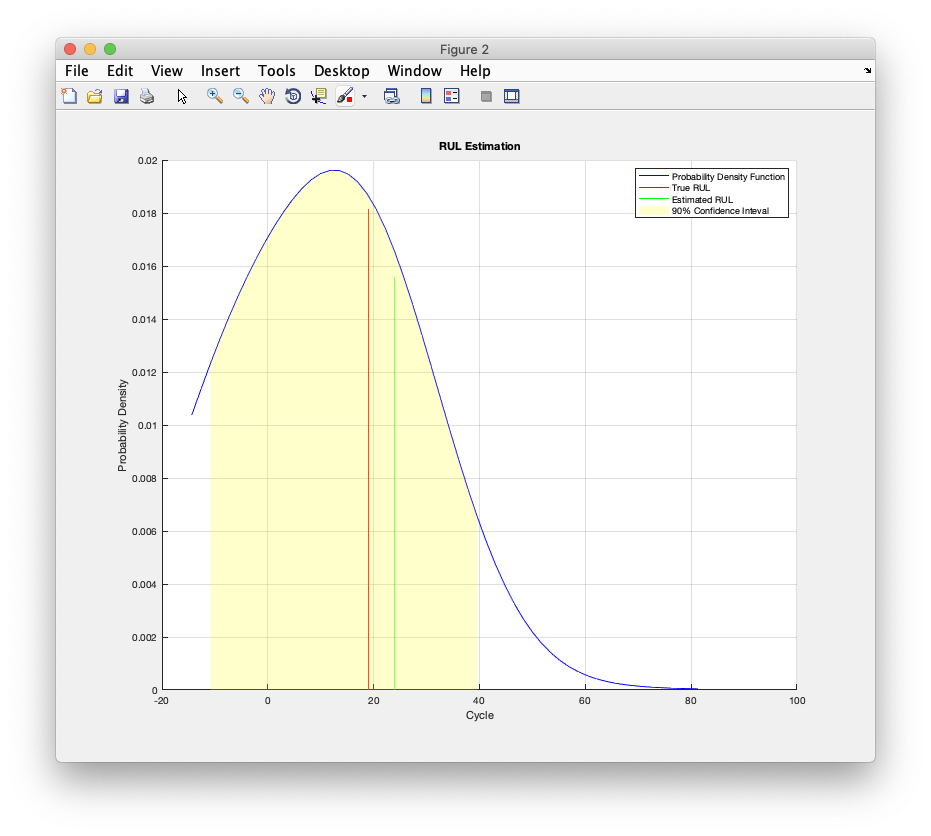 Figure 2
File Edit View Insert Tools Desktop Window Help
RUL Estimation
Probability Density Function
True RUL
Estimated RUL
90% Confidence Inteval
0.02
0.018
0.016
0.014
0.012
0.01
0.008
0.006
0.004
0.002
0
Probability Density
-20 0 20 40 60 80 100
Cycle